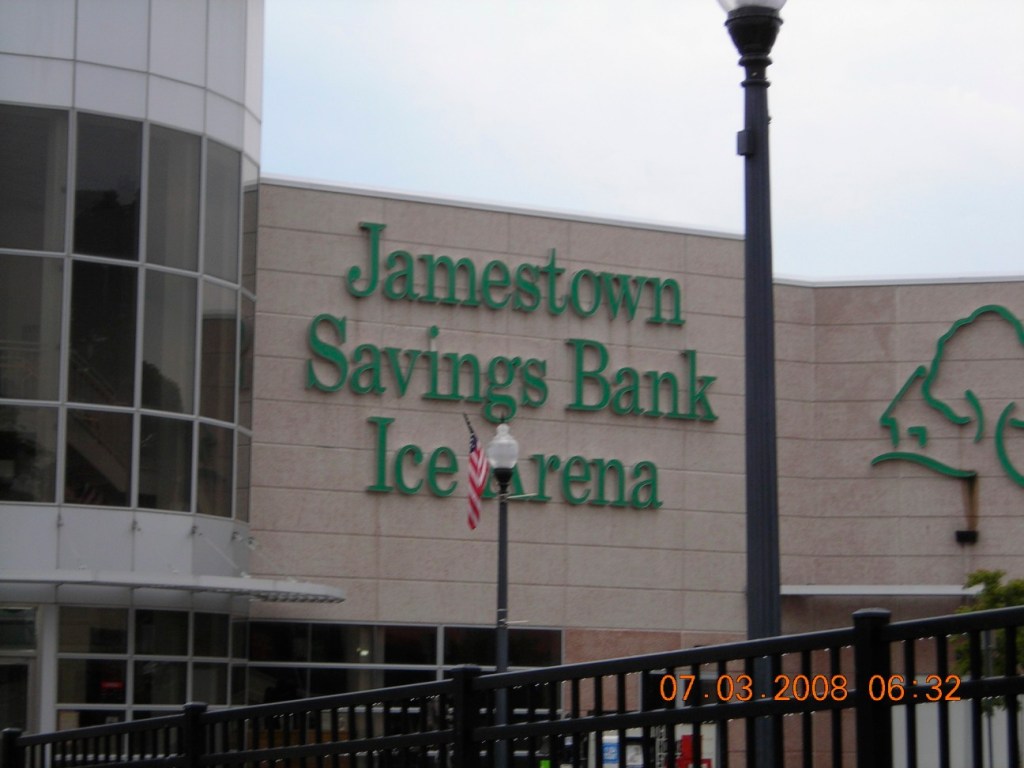 Jamestown
Savings Bank
Ice Arena
07.03.2008 06:32